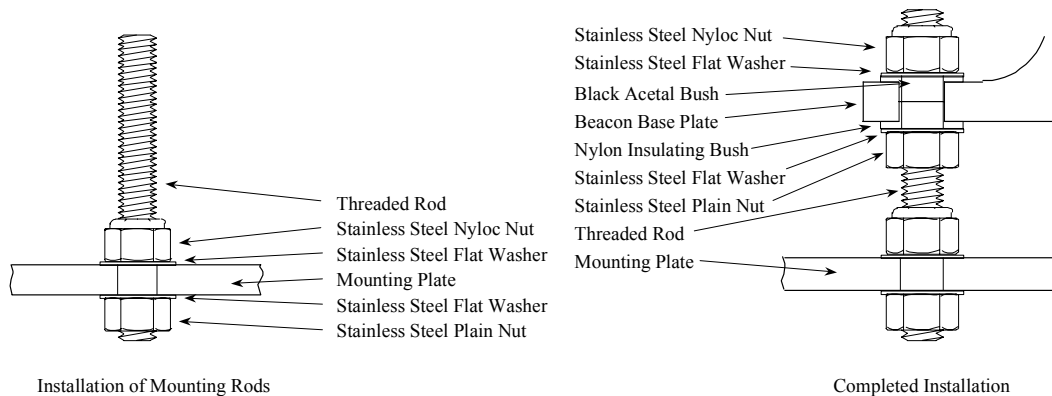 Threaded Rod
Stainless Steel Nyloc Nut
Stainless Steel Flat Washer
Mounting Plate
Stainless Steel Flat Washer
Stainless Steel Plain Nut
Installation of Mounting Rods
Stainless Steel Nyloc Nut
Stainless Steel Flat Washer
Black Acetal Bush
Beacon Base Plate
Nylon Insulating Bush
Stainless Steel Flat Washer
Stainless Steel Plain Nut
Threaded Rod
Mounting Plate
Completed Installation